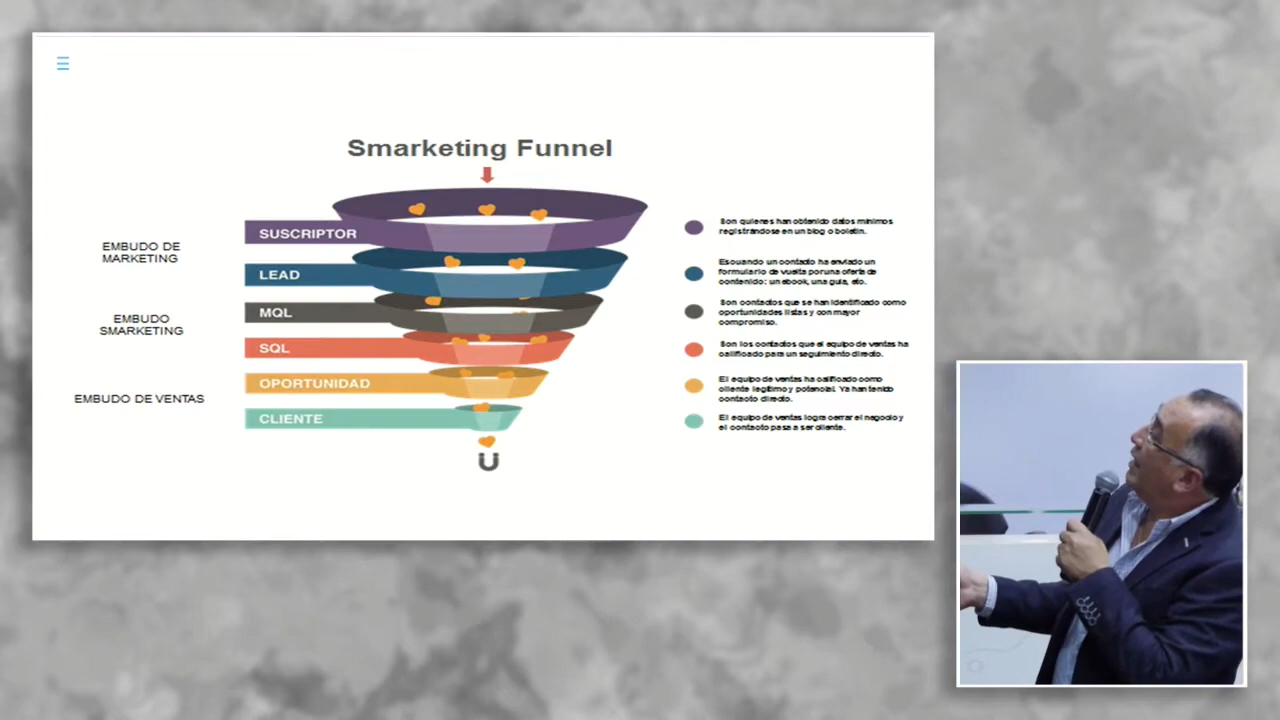 Smarketing Funnel
EMBUDO DE
MARKETING
EMBUDO
SMARKETING
EMBUDO DE VENTAS
SUSCRIPTOR
LEAD
MQL
SQL
OPORTUNIDAD
CLIENTE
Son quienes han obtenido datos mínimos
registrándose en un blog o boletín.
Es cuando un contacto ha enviado un
formulario de vuelta por una oferta de
contenido: un ebook, una guía, etc.
Son contactos que se han identificado como
oportunidades listas y con mayor
compromiso.
Son los contactos que el equipo de ventas ha
calificado para un seguimiento directo.
El equipo de ventas ha calificado como
cliente legítimo y potencial. Ya han tenido
contacto directo.
El equipo de ventas logra cerrar el negocio y
el contacto pasa a ser cliente.